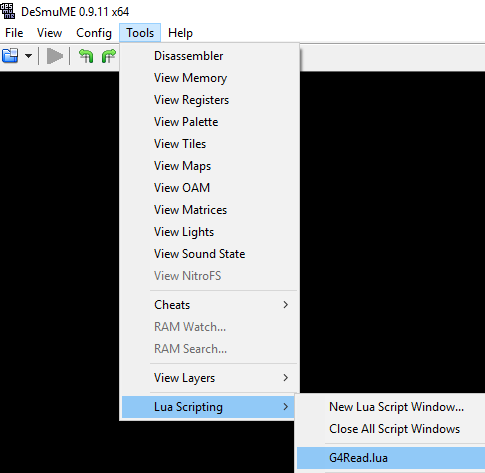 DeSmuME 0.9.11 x64
File View Config Tools Help
Disassembler
View Memory
View Registers
View Palette
View Tiles
View Maps
View OAM
View Matrices
View Lights
View Sound State
View NitroFS
Cheats
RAM Watch...
RAM Search...
View Layers
Lua Scripting
New Lua Script Window...
Close All Script Windows
G4Read.lua